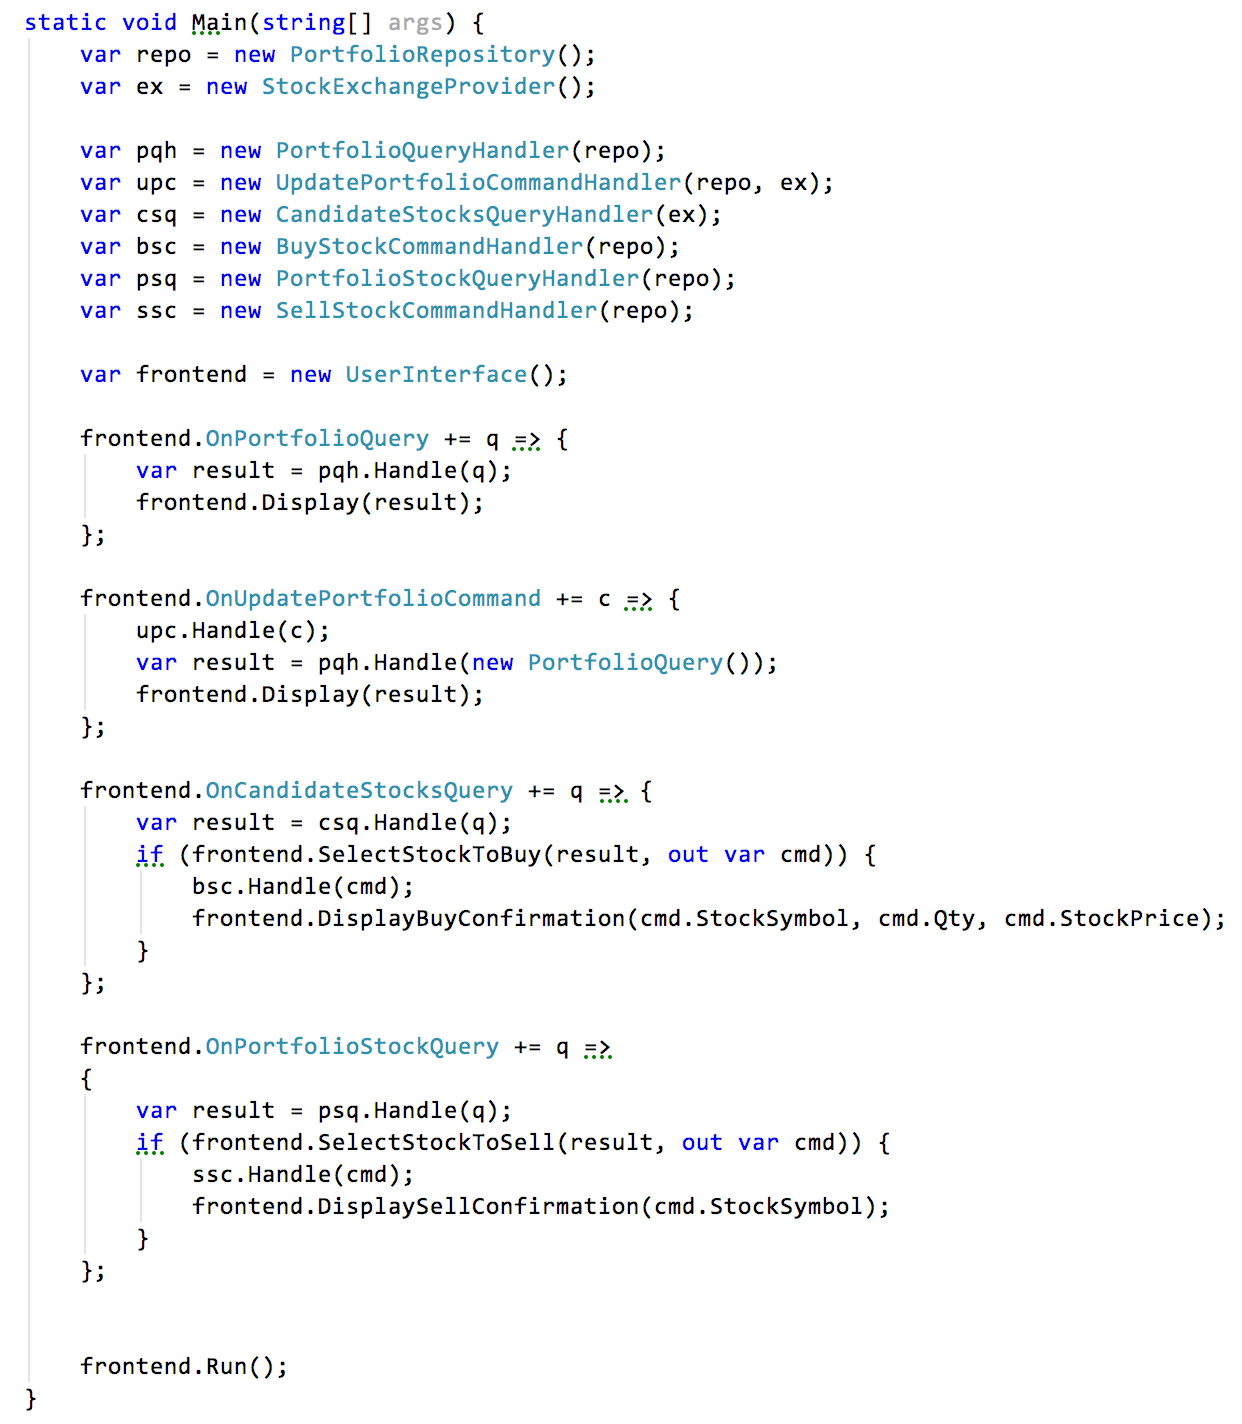 static void Main(string[] args) {
    var repo = new PortfolioRepository();
    var ex = new StockExchangeProvider();

    var pqh = new PortfolioQueryHandler(repo);
    var upc = new UpdatePortfolioCommandHandler(repo, ex);
    var csq = new CandidateStocksQueryHandler(ex);
    var bsc = new BuyStockCommandHandler(repo);
    var psq = new PortfolioStockQueryHandler(repo);
    var ssc = new SellStockCommandHandler(repo);

    var frontend = new UserInterface();

    frontend.OnPortfolioQuery += q => {
        var result = pqh.Handle(q);
        frontend.Display(result);
    };

    frontend.OnUpdatePortfolioCommand += c => {
        upc.Handle(c);
        var result = pqh.Handle(new PortfolioQuery());
        frontend.Display(result);
    };

    frontend.OnCandidateStocksQuery += q => {
        var result = csq.Handle(q);
        if (frontend.SelectStockToBuy(result, out var cmd)) {
            bsc.Handle(cmd);
            frontend.DisplayBuyConfirmation(cmd.StockSymbol, cmd.Qty, cmd.StockPrice);
        }
    };

    frontend.OnPortfolioStockQuery += q =>
    {
        var result = psq.Handle(q);
        if (frontend.SelectStockToSell(result, out var cmd)) {
            ssc.Handle(cmd);
            frontend.DisplaySellConfirmation(cmd.StockSymbol);
        }
    };


    frontend.Run();
}